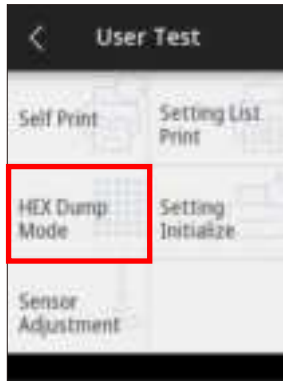 User Test
Self Print
Setting List
Print
HEX Dump
Mode
Setting
Initialize
Sensor
Adjustment